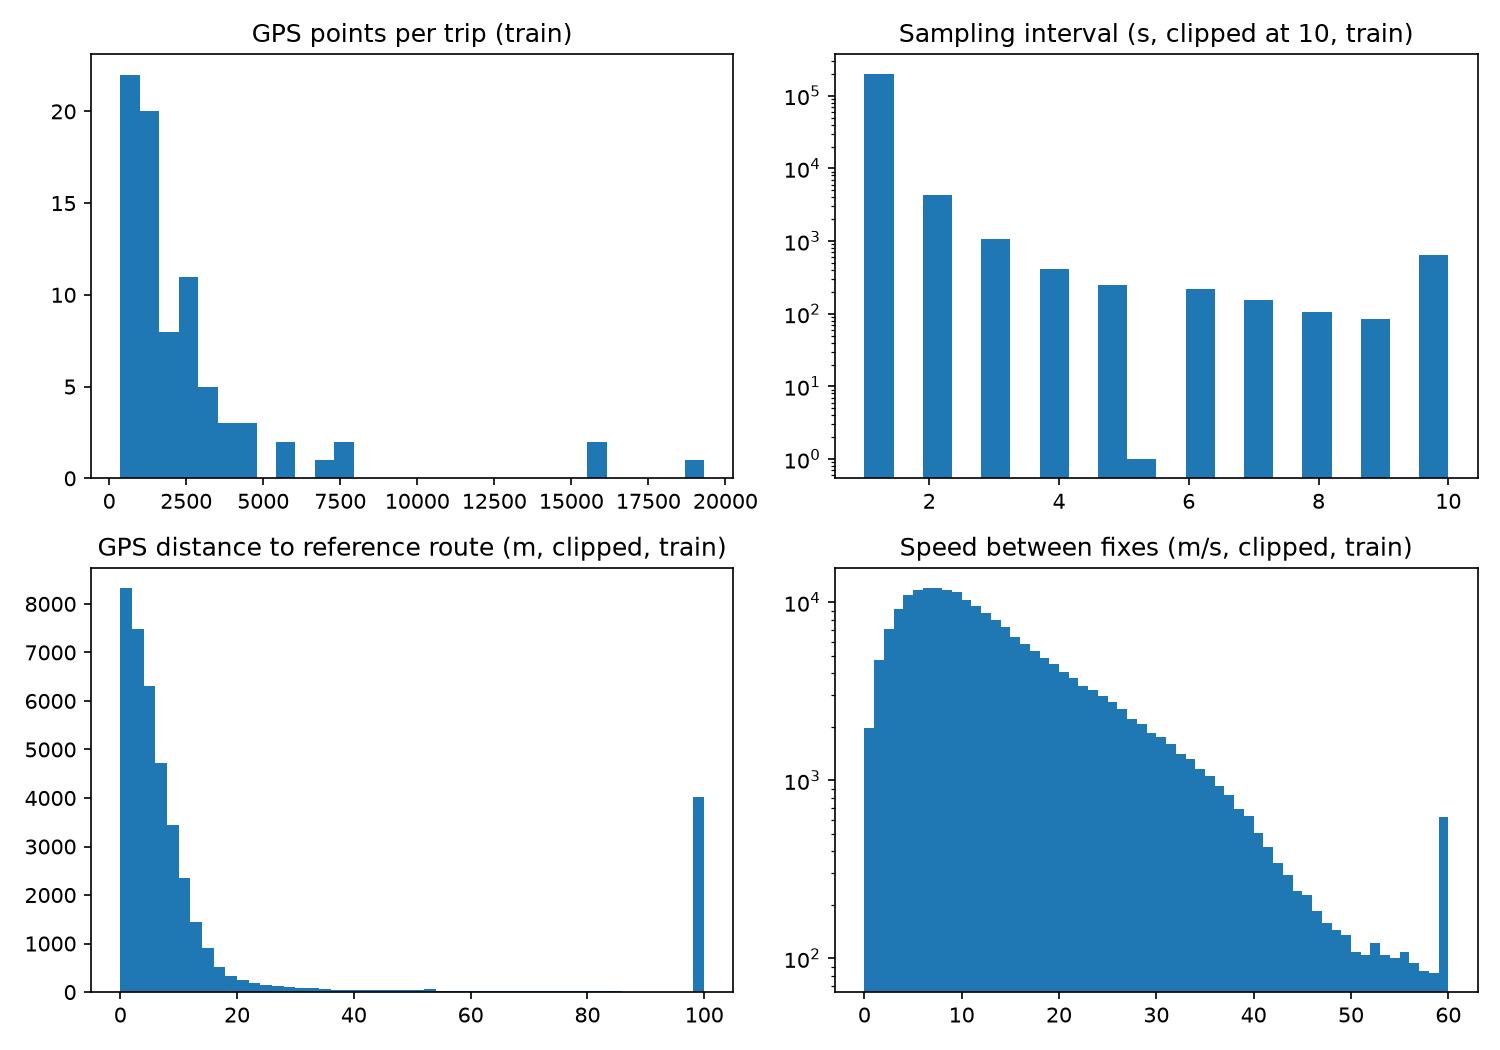 GPS points per trip (train)
20
15
10
5
0
0 2500 5000 7500 10000 12500 15000 17500 20000
Sampling interval (s, clipped at 10, train)
10⁵
10⁴
10³
10²
10¹
10⁰
2 4 6 8 10
GPS distance to reference route (m, clipped, train)
8000
7000
6000
5000
4000
3000
2000
1000
0
0 20 40 60 80 100
Speed between fixes (m/s, clipped, train)
10⁴
10³
10²
0 10 20 30 40 50 60